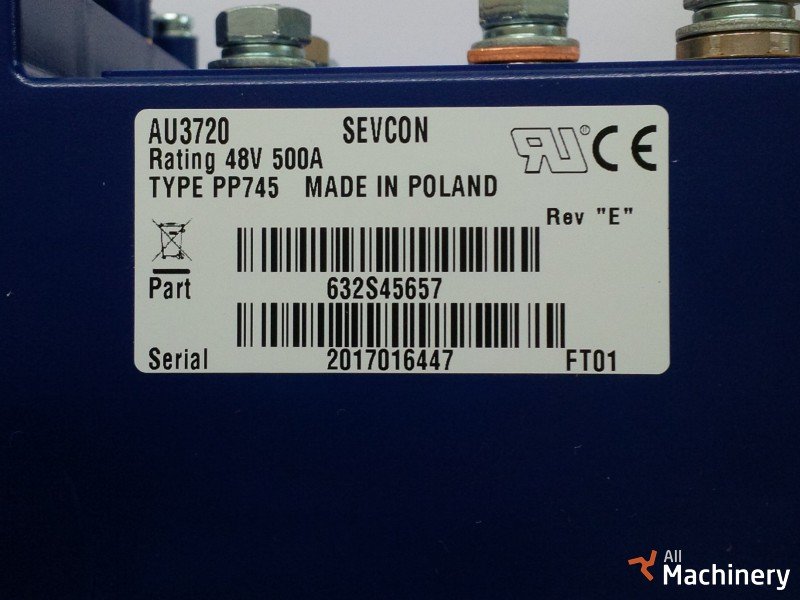 AU3720 SEVCON
Rating 48V 500A
TYPE PP745 MADE IN POLAND
Rev "E"
Part 632S45657
Serial 2017016447 FT01
All
Machinery